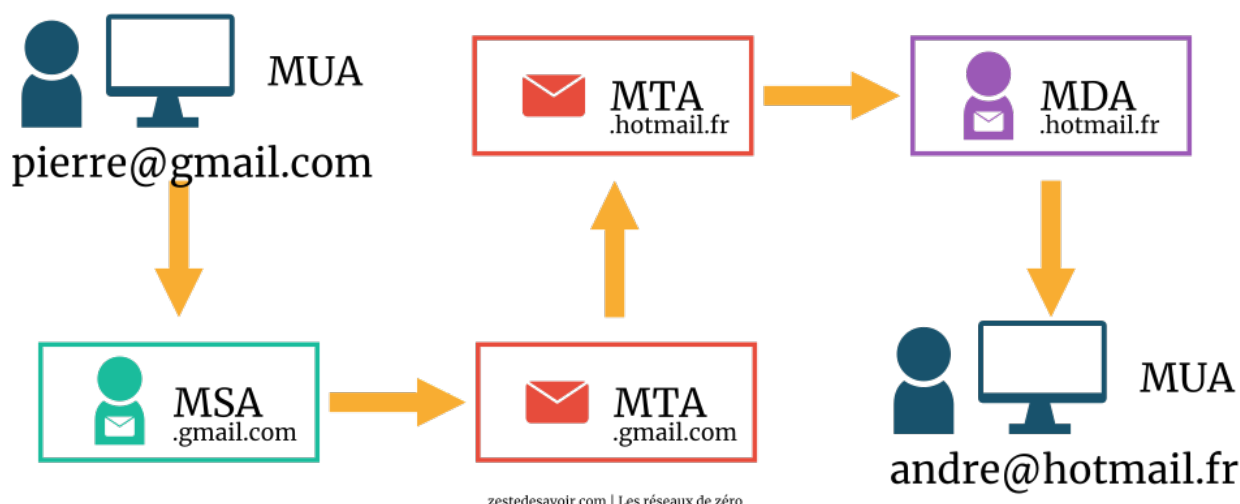 MUA
pierre@gmail.com
MSA
.gmail.com
MTA
.gmail.com
MTA
.hotmail.fr
MDA
.hotmail.fr
MUA
andre@hotmail.fr
zestedesavoir.com | Les réseaux de zéro